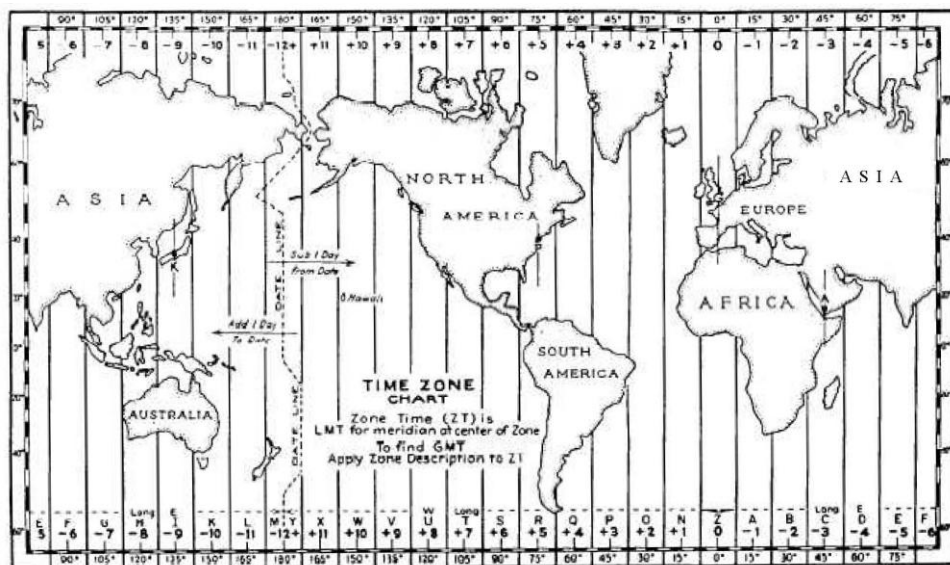 90° 105° 120° 135° 150° 165° 180° 165° 150° 135° 120° 105° 90° 75° 60° 45° 30° 15° 0° 15° 30° 45° 60° 75°
5 -6 -7 -8 -9 -10 -11 -12+ +11 +10 +9 +8 +7 +6 +5 +4 +3 +2 +1 0 -1 -2 -3 -4 -5 -6
ASIA
NORTH
AMERICA
EUROPE
ASIA
DATE LINE
Sub 1 Day
from Date
K
Hawaii
AFRICA
A
Add 1 Day
To Date
SOUTH
AMERICA
AUSTRALIA
DATE LINE
TIME ZONE
CHART
Zone Time (ZT) is
LMT for meridian at center of Zone
To find GMT
Apply Zone Description to ZT
Long E Long Long E
E F G H I K L M Y X W V U T S R Q P O N Z A B C D E F
5 -6 -7 -8 -9 -10 -11 -12+ +11 +10 +9 +8 +7 +6 +5 +4 +3 +2 +1 0 -1 -2 -3 -4 -5 -6
90° 105° 120° 135° 150° 165° 180° 165° 150° 135° 120° 105° 90° 75° 60° 45° 30° 15° 0° 15° 30° 45° 60° 75°